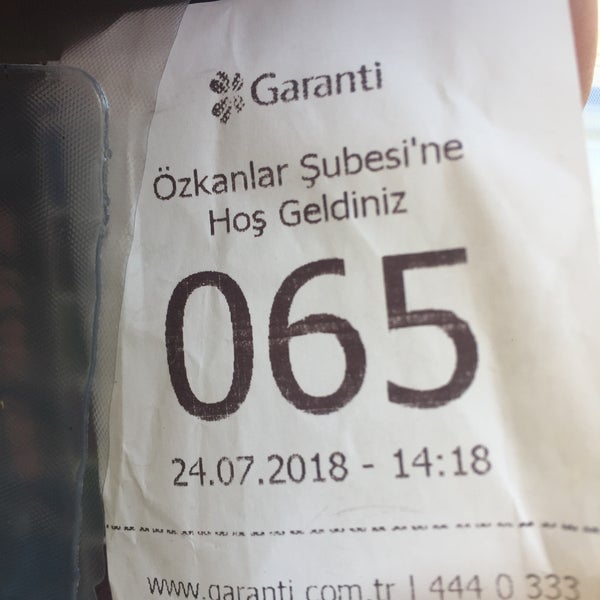 Garanti
Özkanlar Şubesi'ne
Hoş Geldiniz
065
24.07.2018 - 14:18
www.garanti.com.tr | 444 0 333